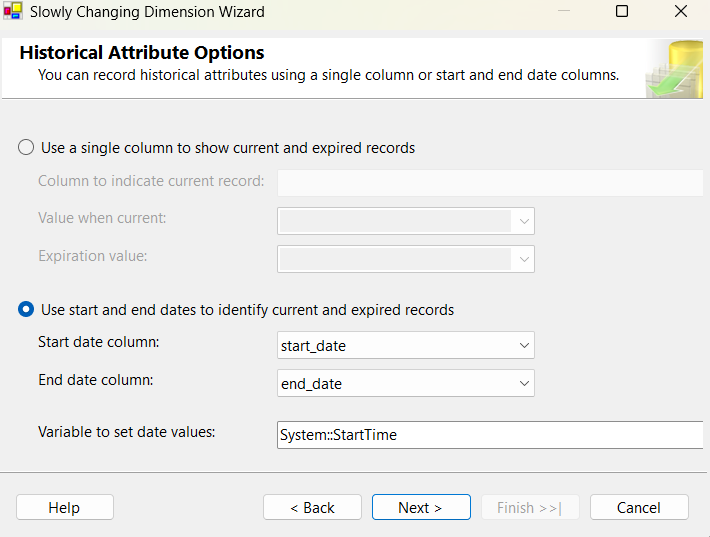 Slowly Changing Dimension Wizard
Historical Attribute Options
You can record historical attributes using a single column or start and end date columns.
Use a single column to show current and expired records
Column to indicate current record:
Value when current:
Expiration value:
Use start and end dates to identify current and expired records
Start date column: start_date
End date column: end_date
Variable to set date values: System::StartTime
Help < Back Next > Finish >>| Cancel